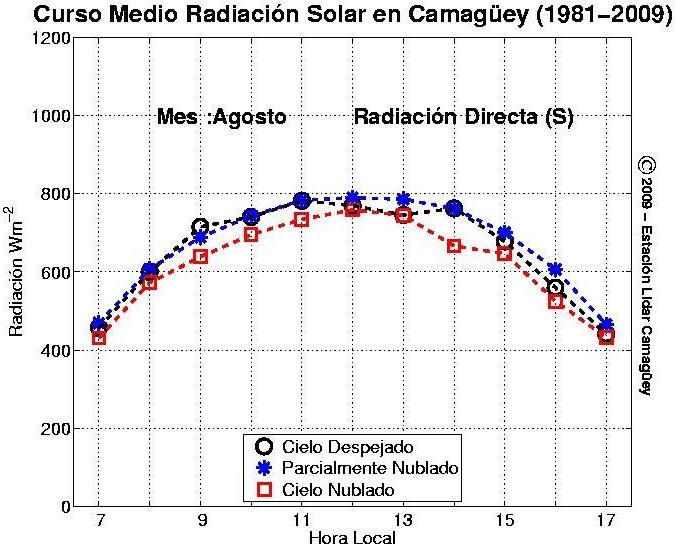 Curso Medio Radiación Solar en Camagüey (1981−2009)
1200
1000
800
600
400
200
0
Mes :Agosto
Radiación Directa (S)
Radiación Wm−2
© 2009 − Estación Lidar Camagüey
Cielo Despejado
Parcialmente Nublado
Cielo Nublado
7 9 11 13 15 17
Hora Local